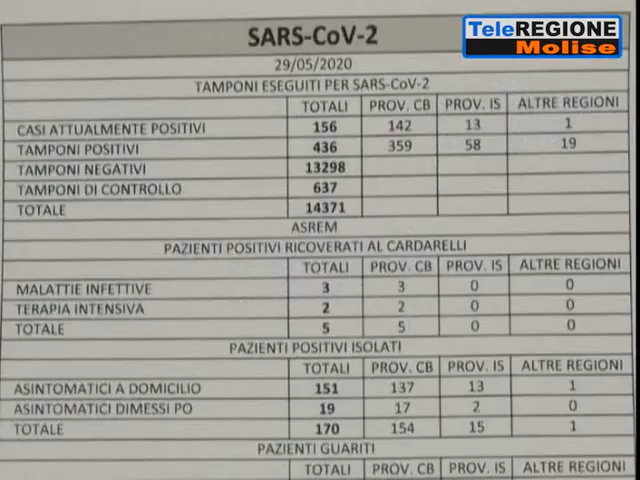 SARS-CoV-2
TeleREGIONE
Molise
29/05/2020
TAMPONI ESEGUITI PER SARS-CoV-2
TOTALI PROV. CB PROV. IS ALTRE REGIONI
CASI ATTUALMENTE POSITIVI 156 142 13 1
TAMPONI POSITIVI 436 359 58 19
TAMPONI NEGATIVI 13298
TAMPONI DI CONTROLLO 637
TOTALE 14371
ASREM
PAZIENTI POSITIVI RICOVERATI AL CARDARELLI
TOTALI PROV. CB PROV. IS ALTRE REGIONI
MALATTIE INFETTIVE 3 3 0 0
TERAPIA INTENSIVA 2 2 0 0
TOTALE 5 5 0 0
PAZIENTI POSITIVI ISOLATI
TOTALI PROV. CB PROV. IS ALTRE REGIONI
ASINTOMATICI A DOMICILIO 151 137 13 1
ASINTOMATICI DIMESSI PO 19 17 2 0
TOTALE 170 154 15 1
PAZIENTI GUARITI
TOTALI PROV. CB PROV. IS ALTRE REGIONI